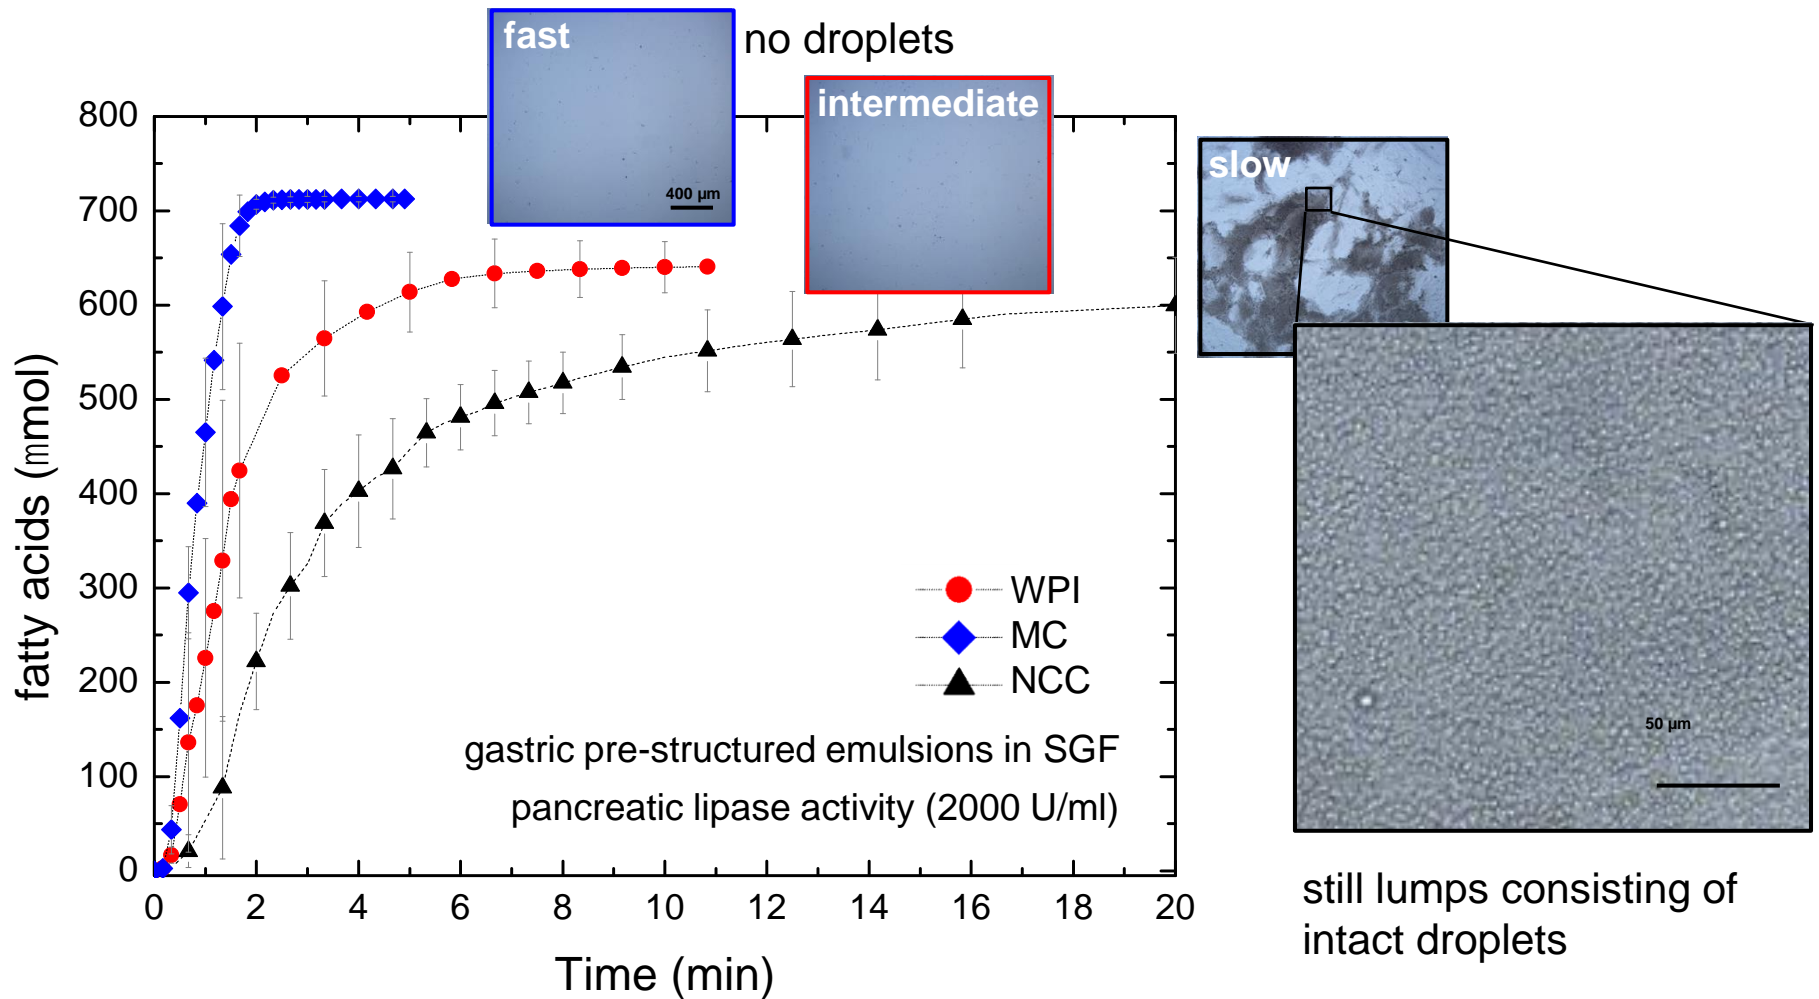 fast
no droplets
intermediate
400 µm
slow
800
700
600
500
400
300
200
100
0
fatty acids (mmol)
WPI
MC
NCC
gastric pre-structured emulsions in SGF
pancreatic lipase activity (2000 U/ml)
0 2 4 6 8 10 12 14 16 18 20
Time (min)
50 µm
still lumps consisting of
intact droplets